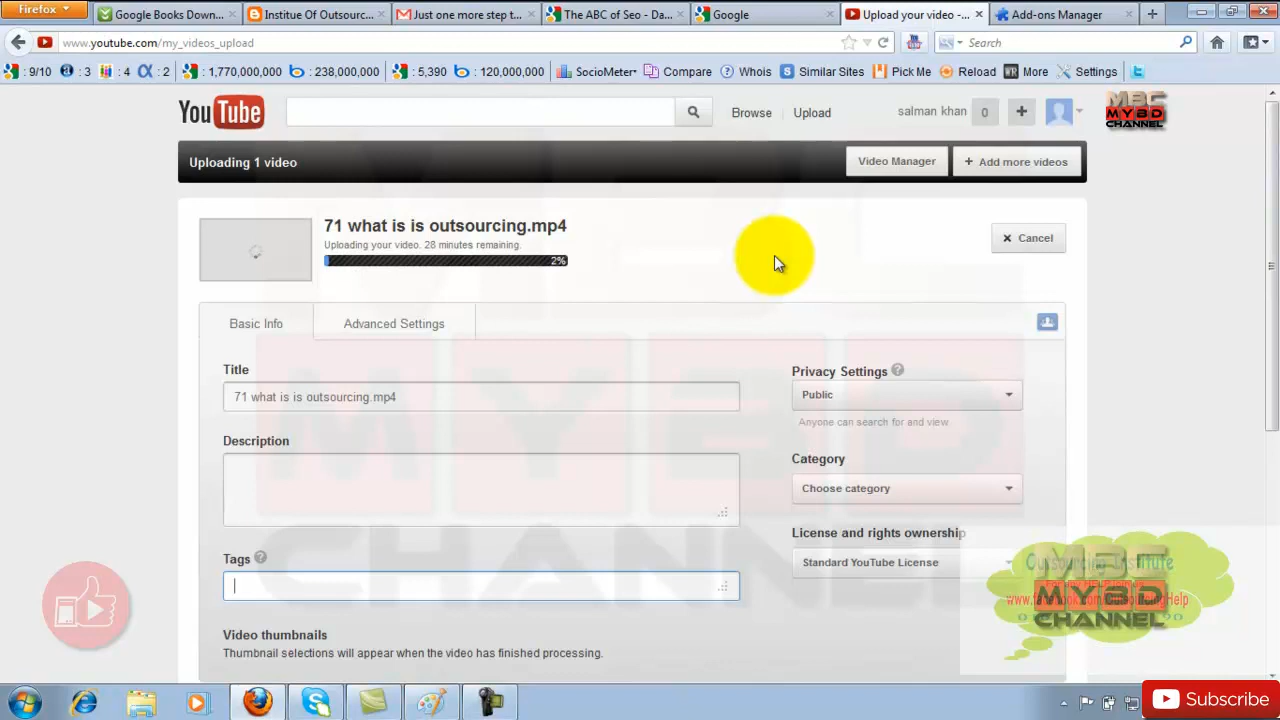 Firefox
Google Books Down...
Institue Of Outsourc...
Just one more step t...
The ABC of Seo - Da...
Google
Upload your video -...
Add-ons Manager
www.youtube.com/my_videos_upload
Search
: 9/10
: 3
: 4
: 2
: 1,770,000,000
: 238,000,000
: 5,390
: 120,000,000
SocioMeter
Compare
Whois
Similar Sites
Pick Me
Reload
More
Settings
YouTube
Browse
Upload
salman khan
0
MBC
MYBD
CHANNEL
Uploading 1 video
Video Manager
+ Add more videos
71 what is is outsourcing.mp4
Uploading your video. 28 minutes remaining.
2%
Cancel
Basic Info
Advanced Settings
Title
71 what is is outsourcing.mp4
Description
Tags
Video thumbnails
Thumbnail selections will appear when the video has finished processing.
Privacy Settings
Public
Anyone can search for and view
Category
Choose category
License and rights ownership
Standard YouTube License
MYBD
CHANNEL
Outsourcing Institute
MBC
MYBD
CHANNEL
Subscribe